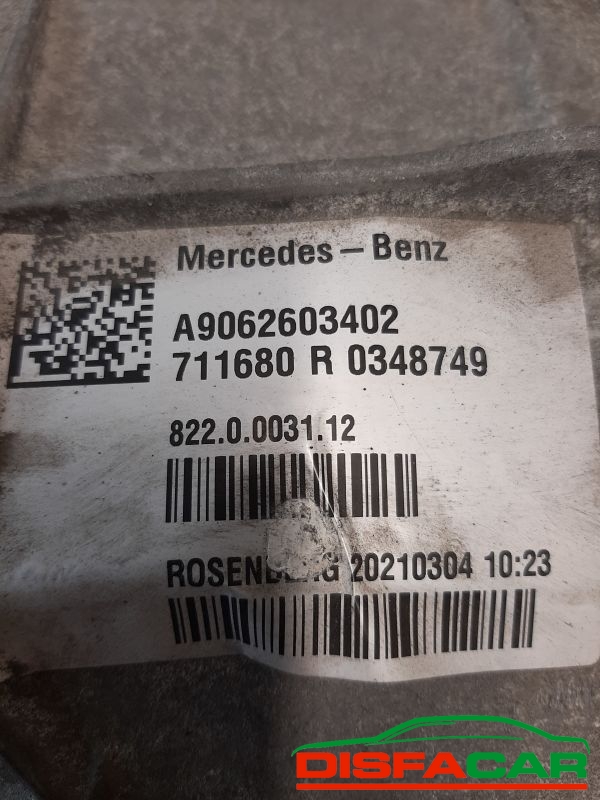 Mercedes-Benz
A9062603402
711680 R 0348749
822.0.0031.12
20210304 10:23
DISFACAR